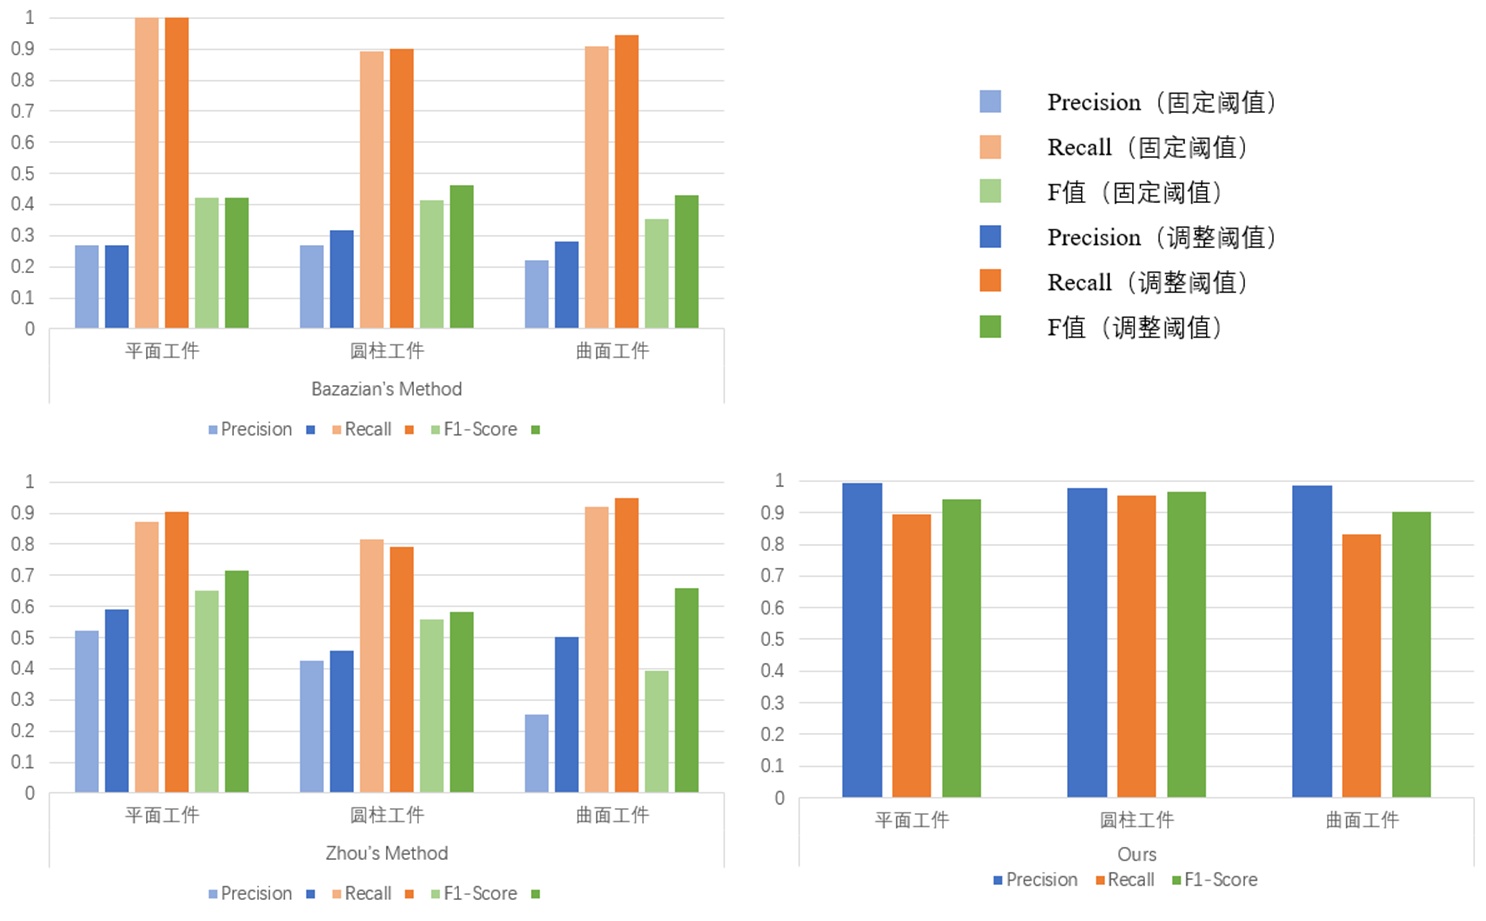 1
0.9
0.8
0.7
0.6
0.5
0.4
0.3
0.2
0.1
0
平面工件 圆柱工件 曲面工件
Bazazian's Method
Precision Recall F1-Score
Precision（固定阈值）
Recall（固定阈值）
F值（固定阈值）
Precision（调整阈值）
Recall（调整阈值）
F值（调整阈值）
1
0.9
0.8
0.7
0.6
0.5
0.4
0.3
0.2
0.1
0
平面工件 圆柱工件 曲面工件
Zhou's Method
Precision Recall F1-Score
1
0.9
0.8
0.7
0.6
0.5
0.4
0.3
0.2
0.1
0
平面工件 圆柱工件 曲面工件
Ours
Precision Recall F1-Score